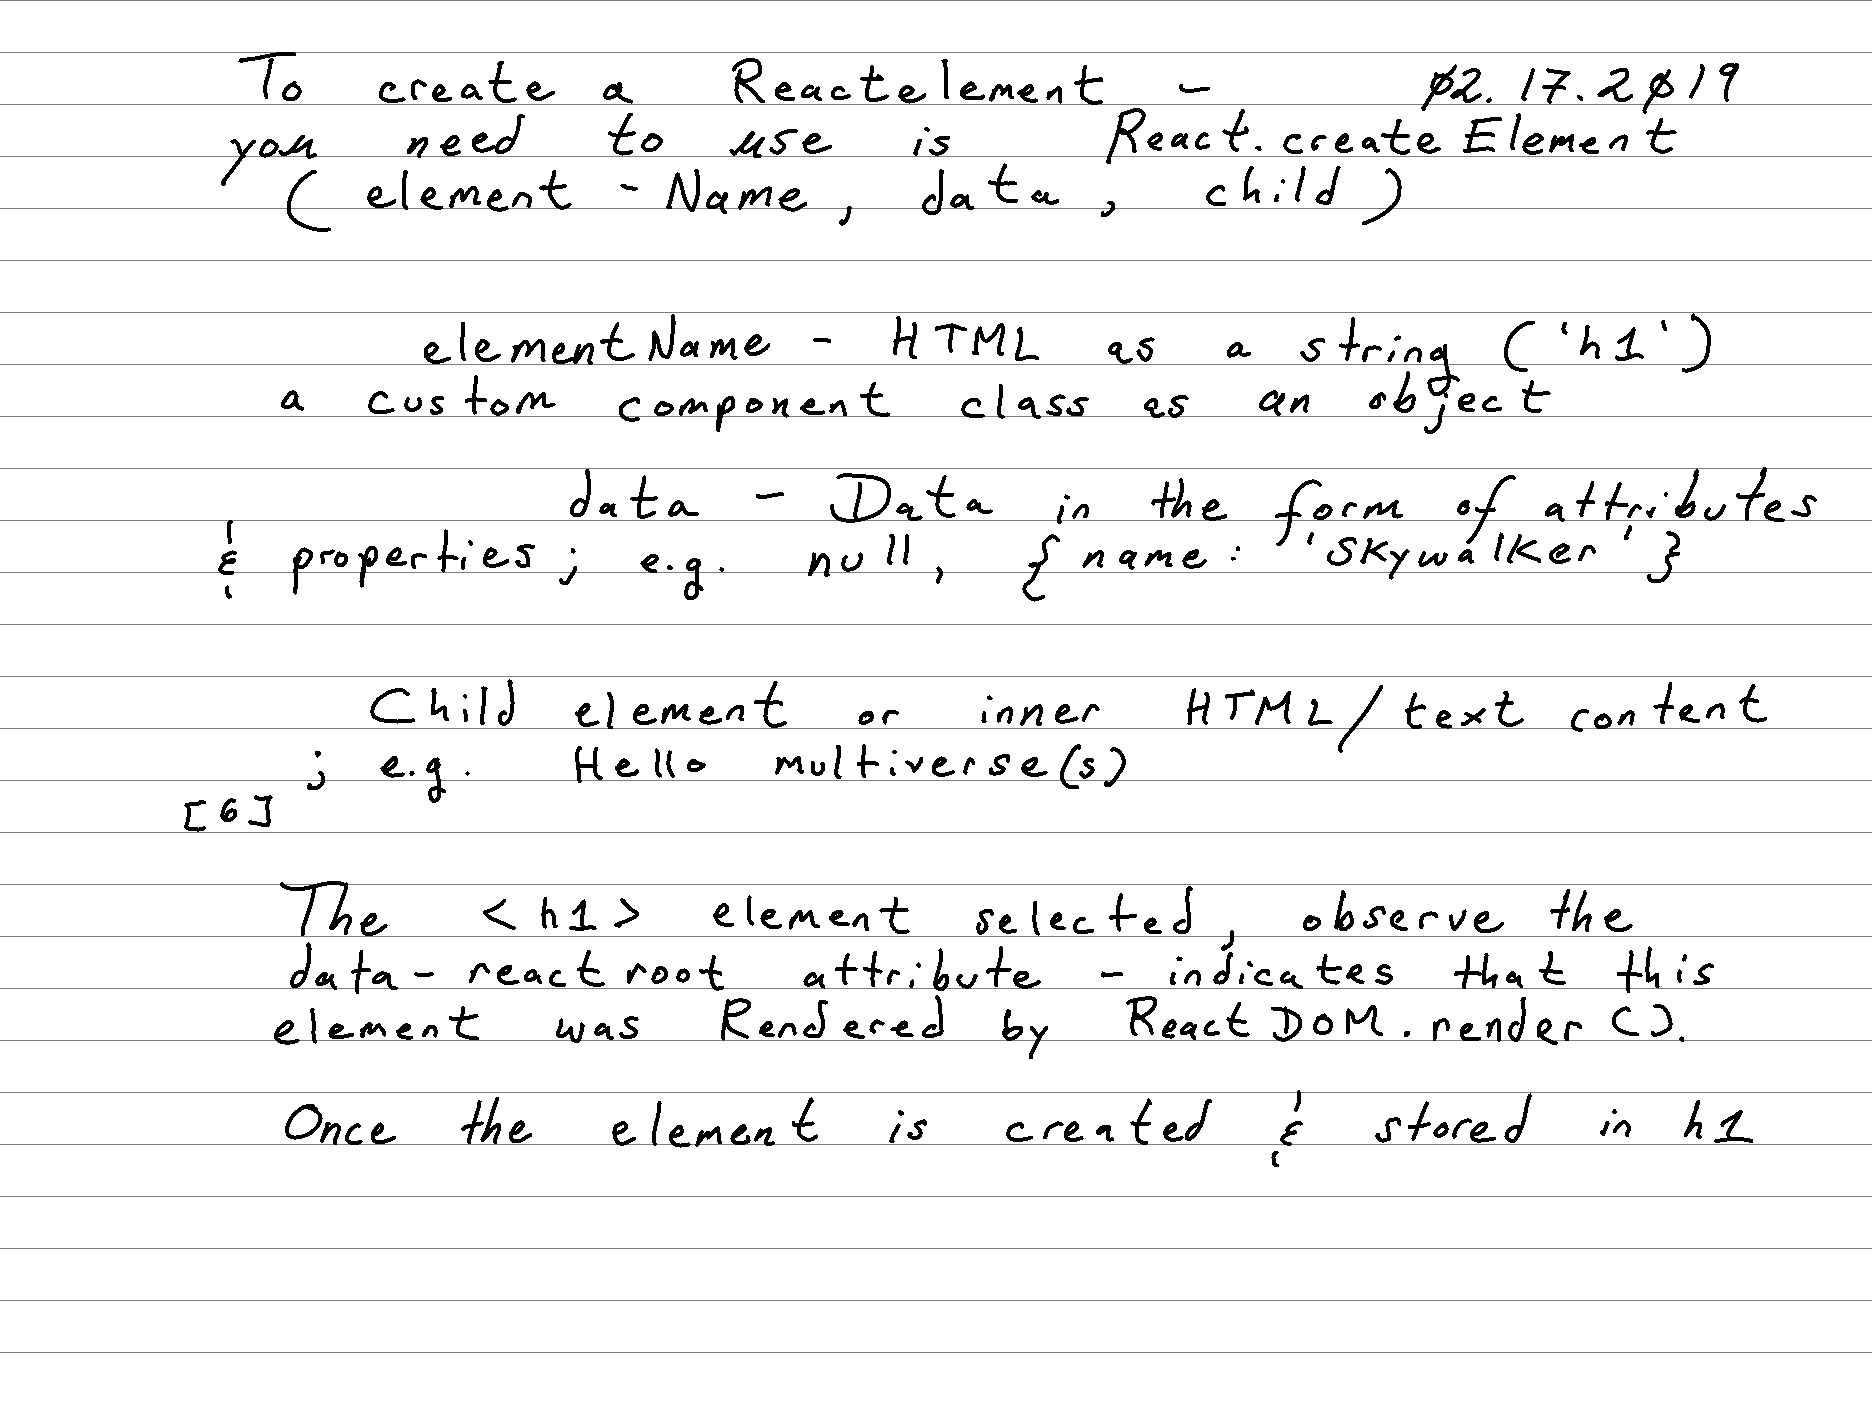 To create a Reactelement - 02.17.2019
you need to use is React.createElement
( element - Name, data, child )
elementName - HTML as a string ('h1')
a custom component class as an object
data - Data in the form of attributes
& properties; e.g. null, { name: 'Skywalker' }
Child element or inner HTML/text content
; e.g. Hello multiverse(s)
[6]
The <h1> element selected, observe the
data-reactroot attribute - indicates that this
element was Rendered by ReactDOM.render().
Once the element is created & stored in h1